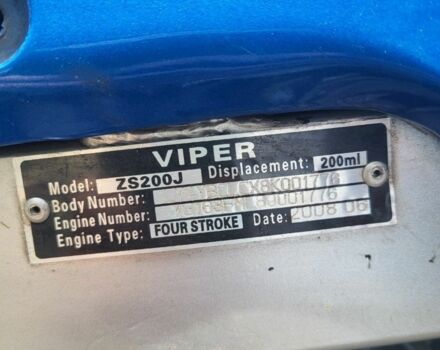 VIPER
Model: ZS200J Displacement: 200ml
Body Number:
Engine Number:
Engine Type: FOUR STROKE Date: 2008 06